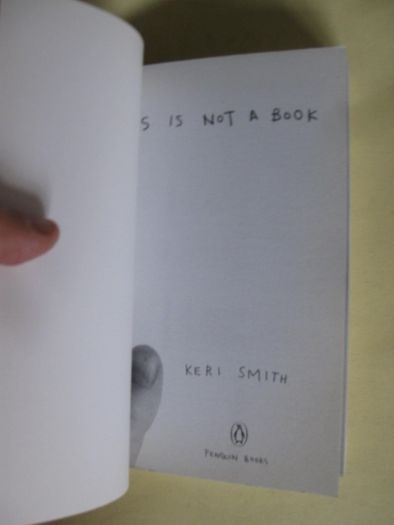 S IS NOT A BOOK
KERI SMITH
PENGUIN BOOKS